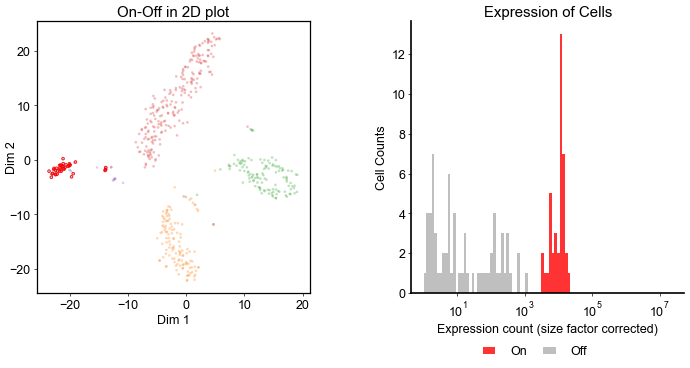 On-Off in 2D plot
20
10
0
−10
−20
Dim 2
−20 −10 0 10 20
Dim 1
Expression of Cells
12
10
8
6
4
2
0
Cell Counts
10^1 10^3 10^5 10^7
Expression count (size factor corrected)
On Off